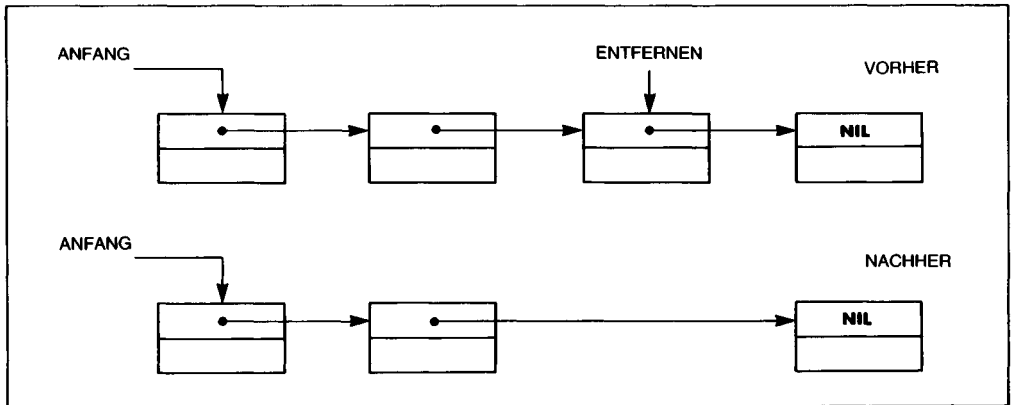 ANFANG
ENTFERNEN
VORHER
NIL
ANFANG
NACHHER
NIL